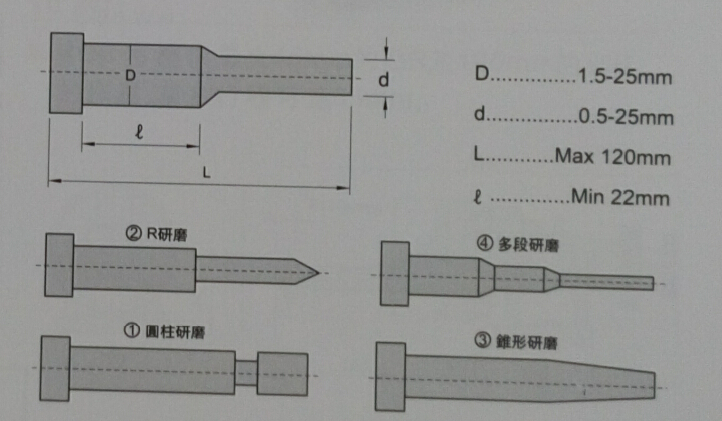 D
d
ℓ
L
D...............1.5-25mm
d................0.5-25mm
L............Max 120mm
ℓ ..............Min 22mm
② R研磨
④ 多段研磨
① 圓柱研磨
③ 錐形研磨